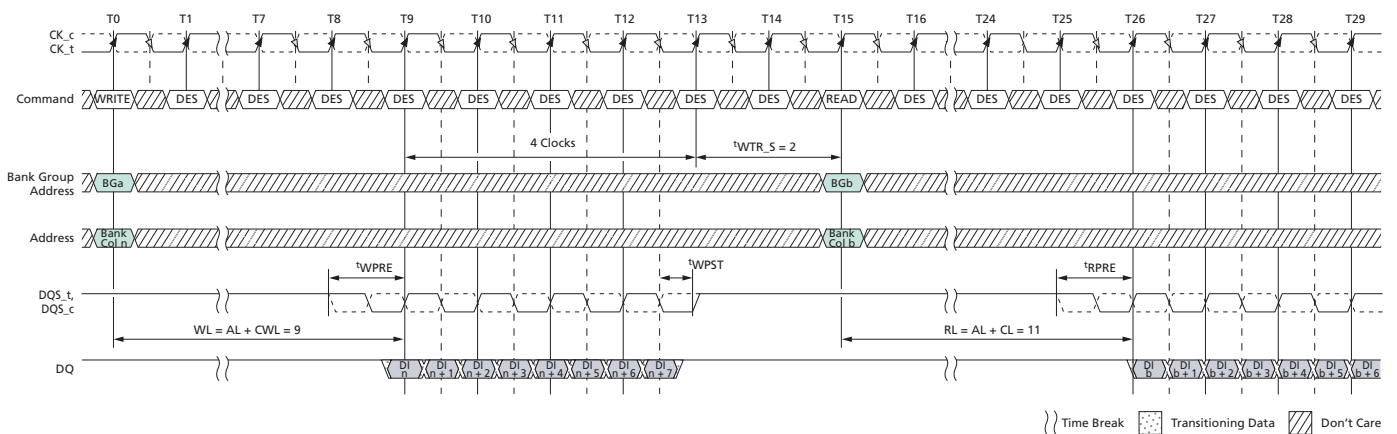 T0 T1 T7 T8 T9 T10 T11 T12 T13 T14 T15 T16 T24 T25 T26 T27 T28 T29
CK_c
CK_t
Command WRITE DES DES DES DES DES DES DES DES DES READ DES DES DES DES DES DES DES
4 Clocks tWTR_S = 2
Bank Group
Address BGa BGb
Address Bank
Col n Bank
Col b
tWPRE tWPST tRPRE
DQS_t,
DQS_c
WL = AL + CWL = 9 RL = AL + CL = 11
DQ DI
n DI
n + 1 DI
n + 2 DI
n + 3 DI
n + 4 DI
n + 5 DI
n + 6 DI
n + 7 DI
b DI
b + 1 DI
b + 2 DI
b + 3 DI
b + 4 DI
b + 5 DI
b + 6
Time Break Transitioning Data Don't Care